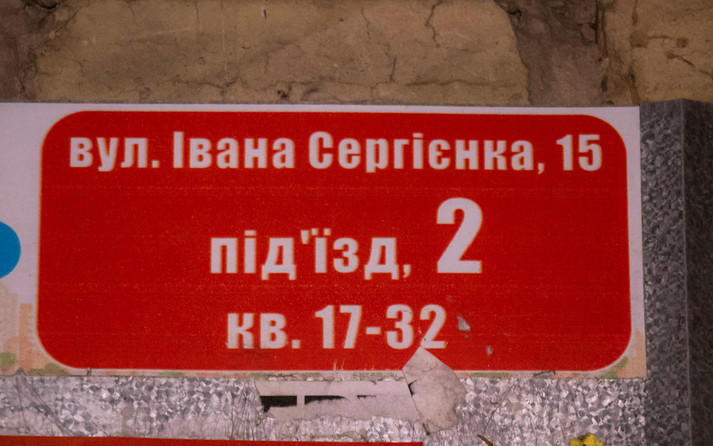 вул. Івана Сергієнка, 15
під'їзд, 2
кв. 17-32